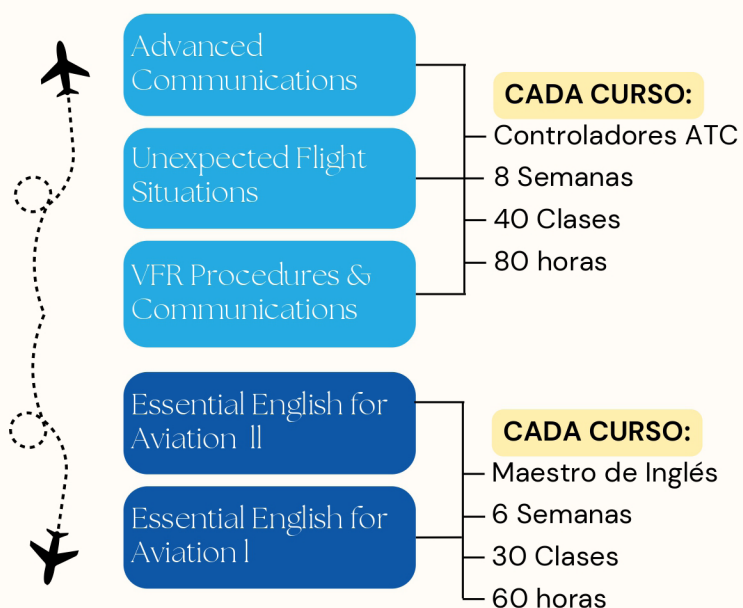 Advanced
Communications
Unexpected Flight
Situations
VFR Procedures &
Communications
CADA CURSO:
Controladores ATC
8 Semanas
40 Clases
80 horas
Essential English for
Aviation II
Essential English for
Aviation I
CADA CURSO:
Maestro de Inglés
6 Semanas
30 Clases
60 horas